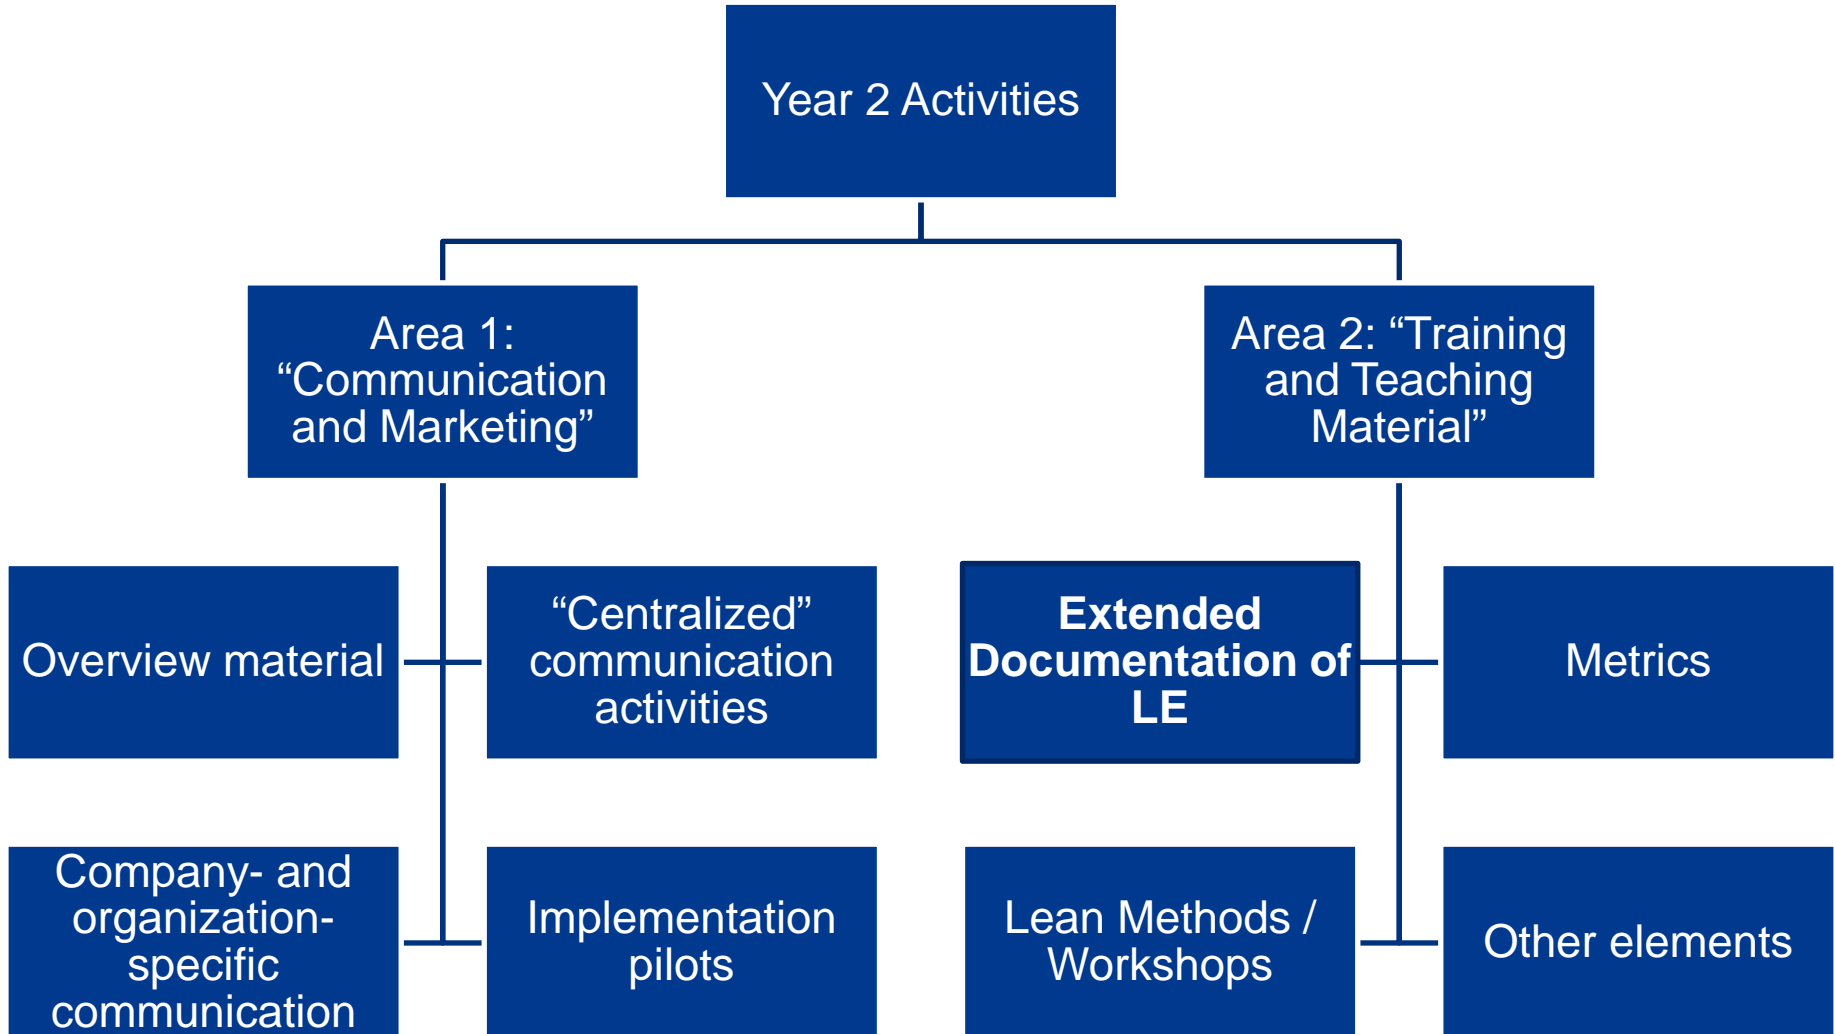 Year 2 Activities
Area 1:
“Communication
and Marketing”
Area 2: “Training
and Teaching
Material”
Overview material
“Centralized”
communication
activities
Extended
Documentation of
LE
Metrics
Company- and
organization-
specific
communication
Implementation
pilots
Lean Methods /
Workshops
Other elements